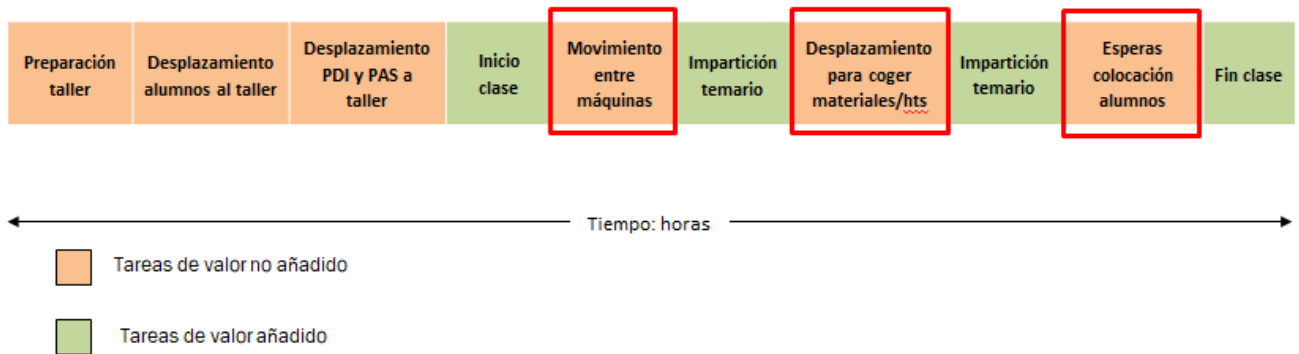 Preparación
taller
Desplazamiento
alumnos al taller
Desplazamiento
PDI y PAS a
taller
Inicio
clase
Movimiento
entre
máquinas
Impartición
temario
Desplazamiento
para coger
materiales/hts
Impartición
temario
Esperas
colocación
alumnos
Fin clase
Tiempo: horas
Tareas de valor no añadido
Tareas de valor añadido